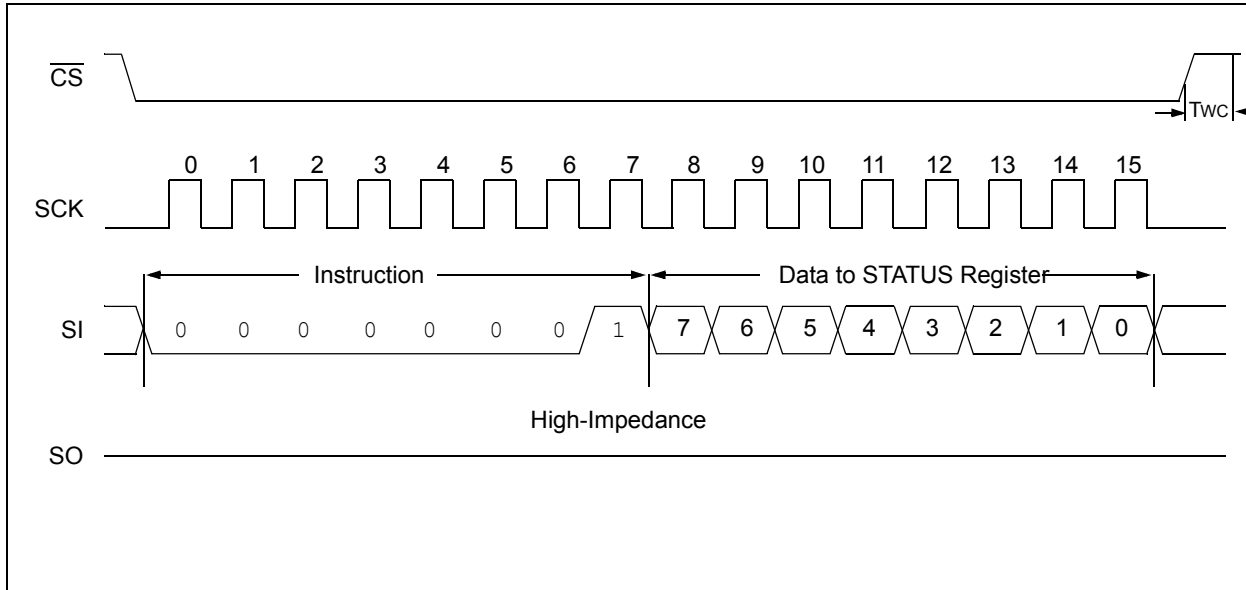 CS
TWC
0 1 2 3 4 5 6 7 8 9 10 11 12 13 14 15
SCK
Instruction Data to STATUS Register
SI 0 0 0 0 0 0 0 1 7 6 5 4 3 2 1 0
High-Impedance
SO